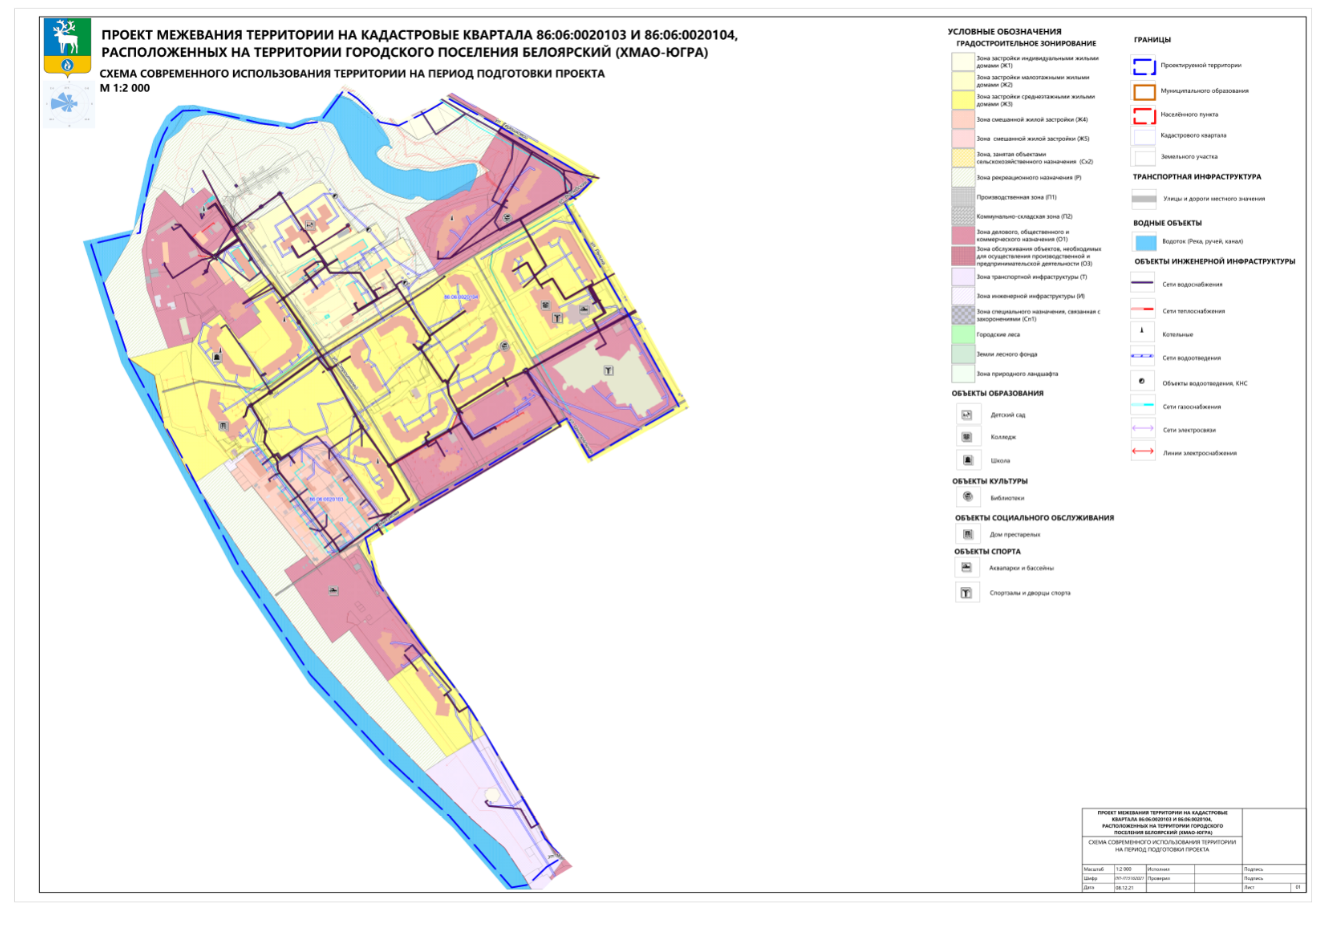 ПРОЕКТ МЕЖЕВАНИЯ ТЕРРИТОРИИ НА КАДАСТРОВЫЕ КВАРТАЛА 86:06:0020103 И 86:06:0020104,
РАСПОЛОЖЕННЫХ НА ТЕРРИТОРИИ ГОРОДСКОГО ПОСЕЛЕНИЯ БЕЛОЯРСКИЙ (ХМАО-ЮГРА)
СХЕМА СОВРЕМЕННОГО ИСПОЛЬЗОВАНИЯ ТЕРРИТОРИИ НА ПЕРИОД ПОДГОТОВКИ ПРОЕКТА
М 1:2 000
86:06:0020104
86:06:0020103
УСЛОВНЫЕ ОБОЗНАЧЕНИЯ
ГРАДОСТРОИТЕЛЬНОЕ ЗОНИРОВАНИЕ
Зона застройки индивидуальными жилыми
домами (Ж1)
Зона застройки малоэтажными жилыми
домами (Ж2)
Зона застройки среднеэтажными жилыми
домами (Ж3)
Зона смешанной жилой застройки (Ж4)
Зона смешанной жилой застройки (Ж5)
Зона, занятая объектами
сельскохозяйственного назначения (Сх2)
Зона рекреационного назначения (Р)
Производственная зона (П1)
Коммунально-складская зона (П2)
Зона делового, общественного и
коммерческого назначения (О1)
Зона обслуживания объектов, необходимых
для осуществления производственной и
предпринимательской деятельности (О3)
Зона транспортной инфраструктуры (Т)
Зона инженерной инфраструктуры (И)
Зона специального назначения, связанная с
захоронениями (Сп1)
Городские леса
Земли лесного фонда
Зона природного ландшафта
ОБЪЕКТЫ ОБРАЗОВАНИЯ
Детский сад
Колледж
Школа
ОБЪЕКТЫ КУЛЬТУРЫ
Библиотеки
ОБЪЕКТЫ СОЦИАЛЬНОГО ОБСЛУЖИВАНИЯ
Дом престарелых
ОБЪЕКТЫ СПОРТА
Аквапарки и бассейны
Спортзалы и дворцы спорта
ГРАНИЦЫ
Проектируемой территории
Муниципального образования
Населённого пункта
Кадастрового квартала
Земельного участка
ТРАНСПОРТНАЯ ИНФРАСТРУКТУРА
Улицы и дороги местного значения
ВОДНЫЕ ОБЪЕКТЫ
Водоток (Река, ручей, канал)
ОБЪЕКТЫ ИНЖЕНЕРНОЙ ИНФРАСТРУКТУРЫ
Сети водоснабжения
Сети теплоснабжения
Котельные
Сети водоотведения
Объекты водоотведения, КНС
Сети газоснабжения
Сети электросвязи
Линии электроснабжения
ПРОЕКТ МЕЖЕВАНИЯ ТЕРРИТОРИИ НА КАДАСТРОВЫЕ
КВАРТАЛА 86:06:0020103 И 86:06:0020104,
РАСПОЛОЖЕННЫХ НА ТЕРРИТОРИИ ГОРОДСКОГО
ПОСЕЛЕНИЯ БЕЛОЯРСКИЙ (ХМАО-ЮГРА)
СХЕМА СОВРЕМЕННОГО ИСПОЛЬЗОВАНИЯ ТЕРРИТОРИИ
НА ПЕРИОД ПОДГОТОВКИ ПРОЕКТА
Масштаб 1:2 000 Исполнил Подпись
Шифр Проверил Подпись
Дата 08.12.21 Лист 01